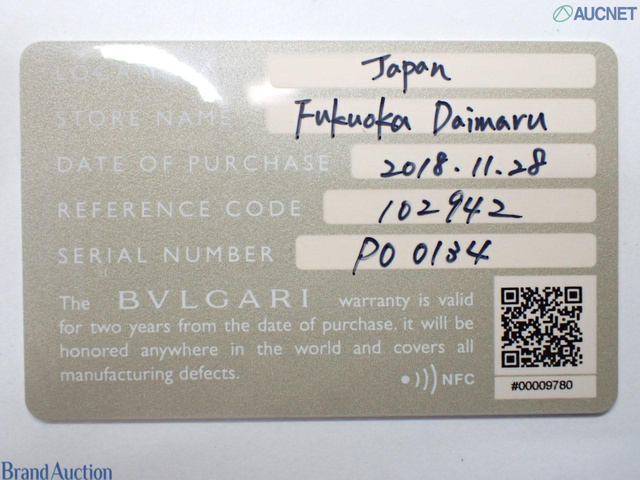 AUCNET
Japan
STORE NAME Fukuoka Daimaru
DATE OF PURCHASE 2018.11.28
REFERENCE CODE 102942
SERIAL NUMBER PO 0134
The BVLGARI warranty is valid
for two years from the date of purchase. it will be
honored anywhere in the world and covers all
manufacturing defects.
NFC
#00009780
Brand Auction